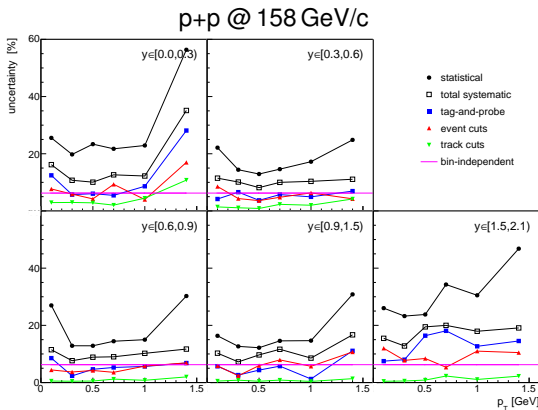 p+p @ 158 GeV/c
uncertainty [%]
60
40
20
y∈[0.0,0.3)
y∈[0.3,0.6)
statistical
total systematic
tag-and-probe
event cuts
track cuts
bin-independent
40
20
0
y∈[0.6,0.9)
y∈[0.9,1.5)
y∈[1.5,2.1)
0 0.5 1 1.5
0.5 1 1.5
0.5 1 1.5
p_T [GeV]